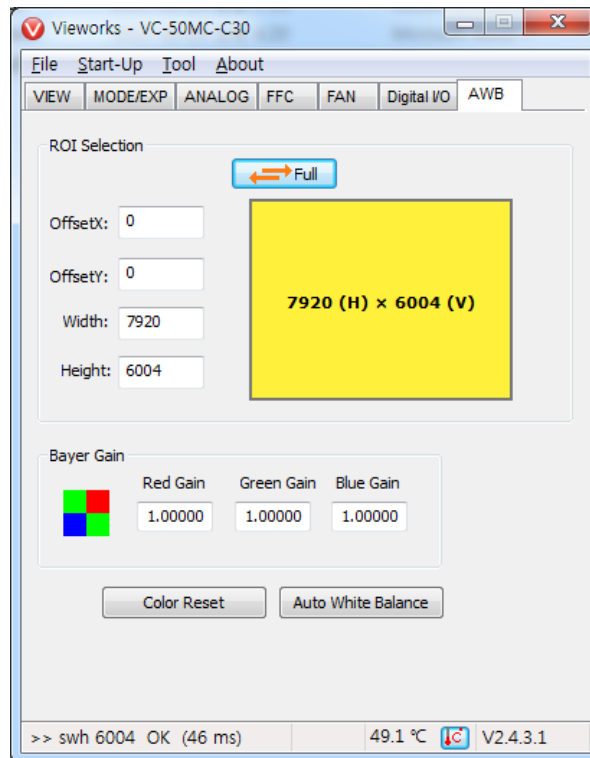 Vieworks - VC-50MC-C30
File Start-Up Tool About
VIEW MODE/EXP ANALOG FFC FAN Digital I/O AWB
ROI Selection
Full
OffsetX: 0
OffsetY: 0
Width: 7920
Height: 6004
7920 (H) × 6004 (V)
Bayer Gain
Red Gain Green Gain Blue Gain
1.00000 1.00000 1.00000
Color Reset Auto White Balance
>> swh 6004 OK (46 ms) 49.1 ℃ C V2.4.3.1